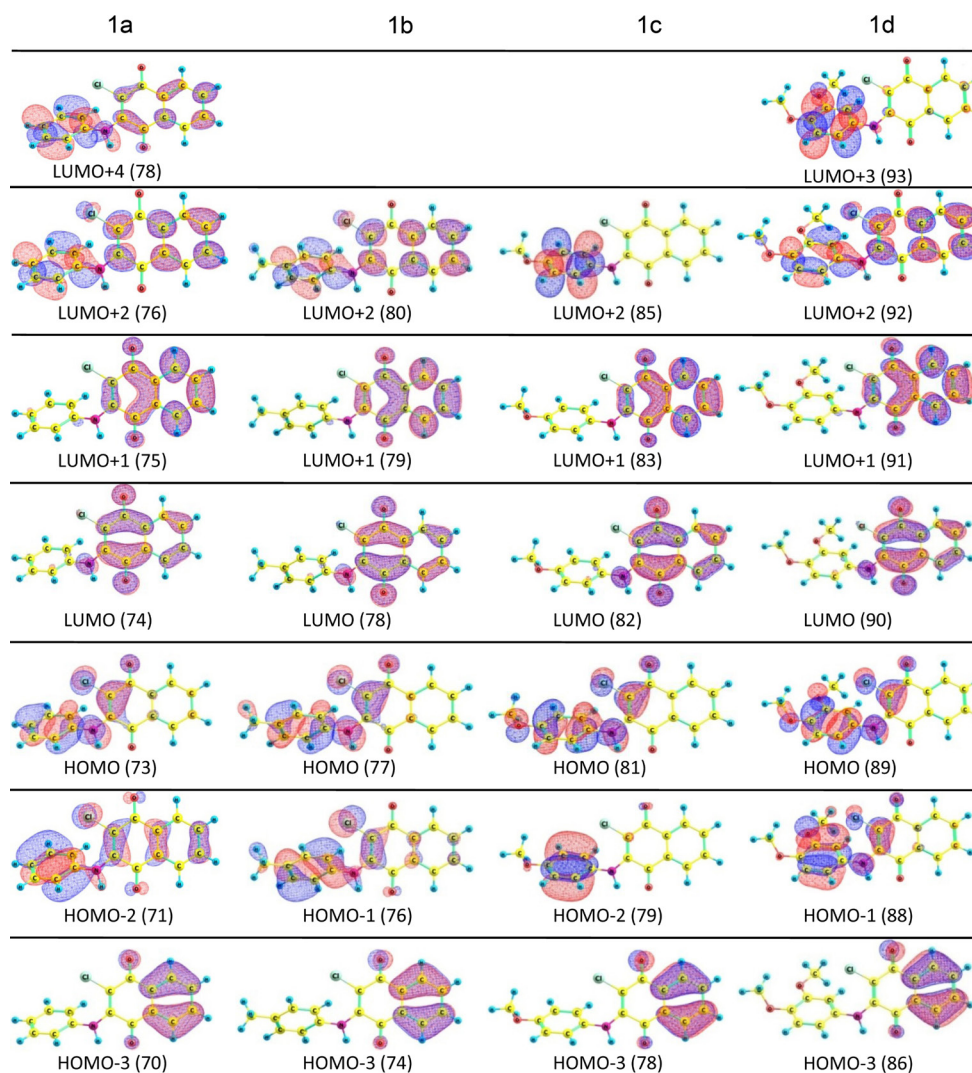 1a 1b 1c 1d
LUMO+4 (78) LUMO+3 (93)
LUMO+2 (76) LUMO+2 (80) LUMO+2 (85) LUMO+2 (92)
LUMO+1 (75) LUMO+1 (79) LUMO+1 (83) LUMO+1 (91)
LUMO (74) LUMO (78) LUMO (82) LUMO (90)
HOMO (73) HOMO (77) HOMO (81) HOMO (89)
HOMO-2 (71) HOMO-1 (76) HOMO-2 (79) HOMO-1 (88)
HOMO-3 (70) HOMO-3 (74) HOMO-3 (78) HOMO-3 (86)